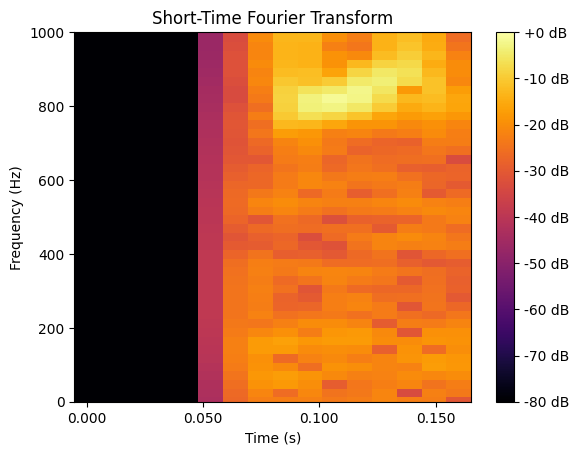 Short-Time Fourier Transform
Frequency (Hz)
1000
800
600
400
200
0
0.000
0.050
0.100
0.150
Time (s)
+0 dB
-10 dB
-20 dB
-30 dB
-40 dB
-50 dB
-60 dB
-70 dB
-80 dB